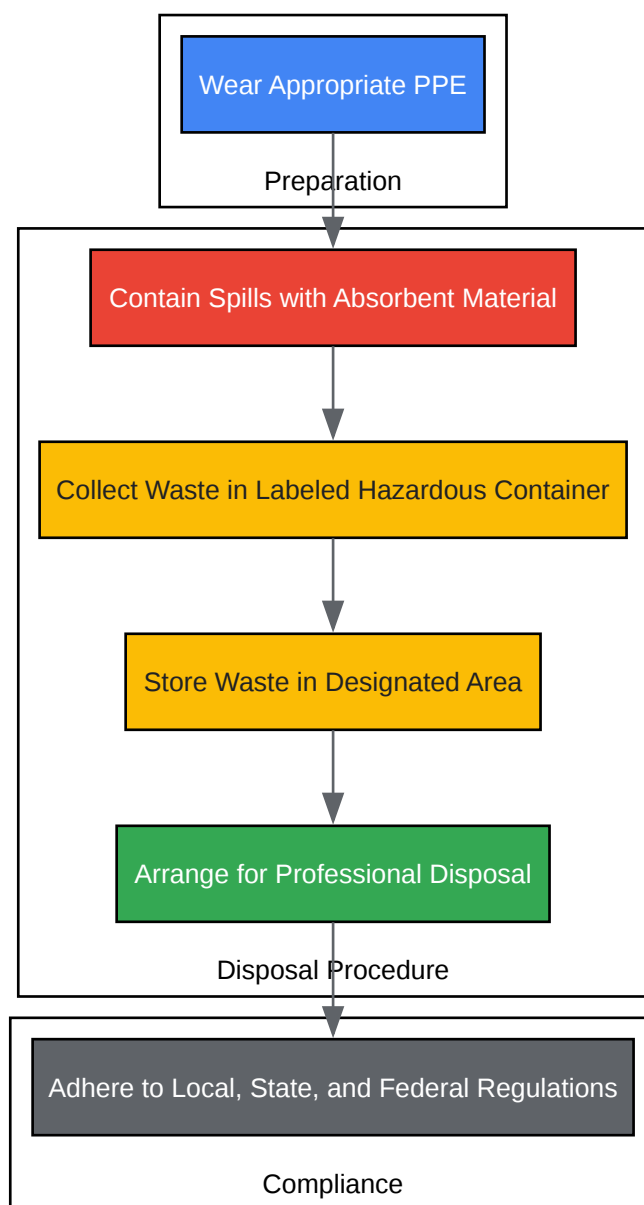 Wear Appropriate PPE
Preparation
Contain Spills with Absorbent Material
Collect Waste in Labeled Hazardous Container
Store Waste in Designated Area
Arrange for Professional Disposal
Disposal Procedure
Adhere to Local, State, and Federal Regulations
Compliance